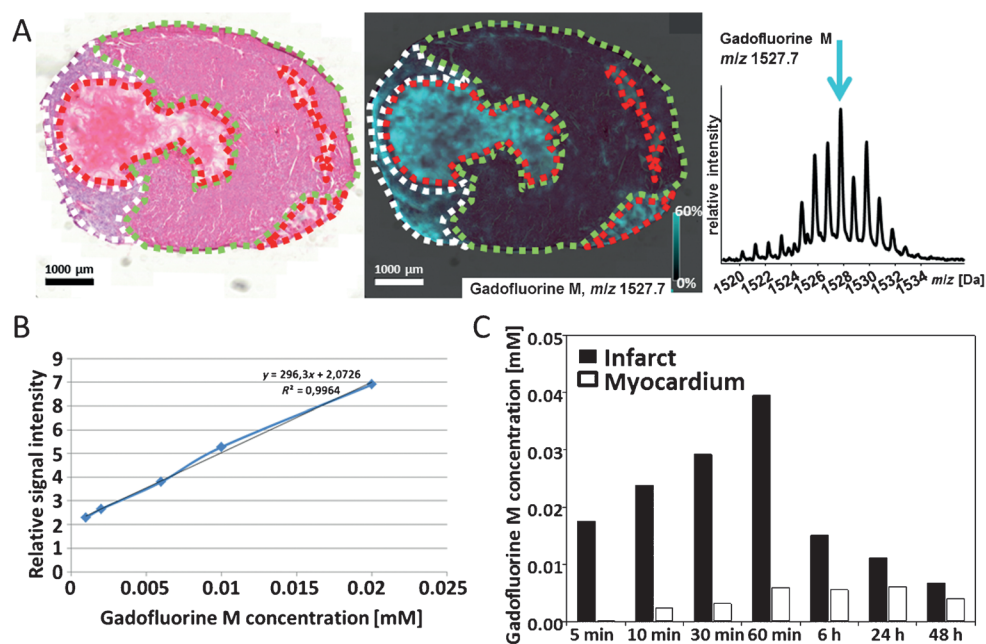 A
1000 µm
1000 µm
60%
0%
Gadofluorine M, m/z 1527.7
Gadofluorine M
m/z 1527.7
relative intensity
1520 1522 1524 1526 1528 1530 1532 1534
m/z [Da]
B
Relative signal intensity
9
7
8
6
5
4
3
2
1
0
y = 296,3x + 2,0726
R² = 0,9964
0 0.005 0.01 0.015 0.02 0.025
Gadofluorine M concentration [mM]
C
Gadofluorine M concentration [mM]
0.05
0.04
0.03
0.02
0.01
0.00
Infarct
Myocardium
5 min 10 min 30 min 60 min 6 h 24 h 48 h